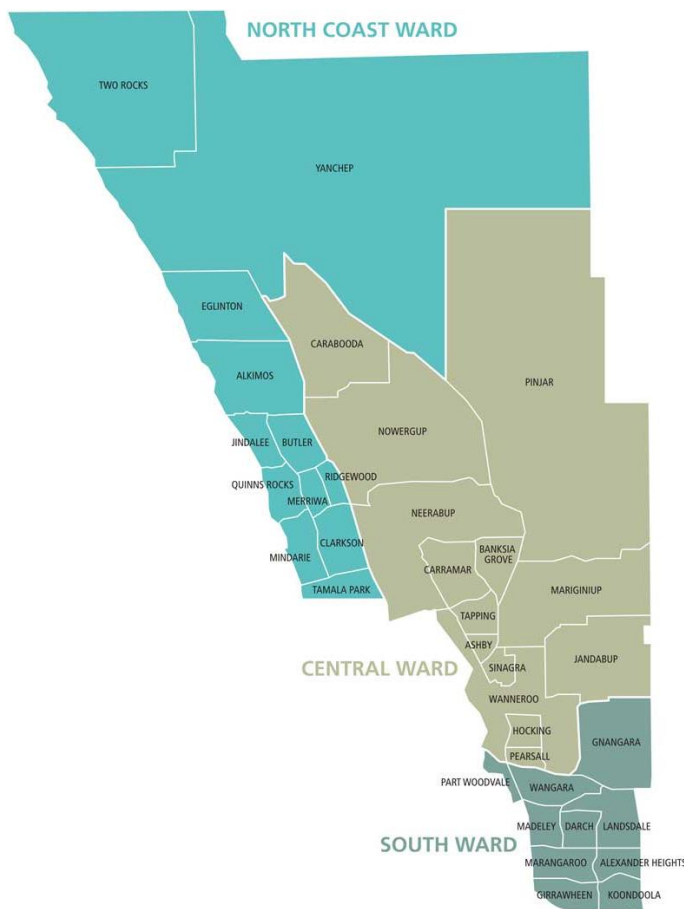 NORTH COAST WARD
TWO ROCKS
YANCHEP
EGLINTON
CARABOODA
ALKIMOS
PINJAR
NOWERGUP
JINDALEE
BUTLER
RIDGEWOOD
QUINNS ROCKS
MERRIWA
NEERABUP
CLARKSON
BANKSIA
GROVE
MINDARIE
CARRAMAR
TAMALA PARK
MARIGINIUP
TAPPING
ASHBY
CENTRAL WARD
SINAGRA
JANDABUP
WANNEROO
HOCKING
GNANGARA
PEARSALL
PART WOODVALE
WANGARA
MADELEY
DARCH
LANDSDALE
SOUTH WARD
MARANGAROO
ALEXANDER HEIGHTS
GIRRAWHEEN
KOONDOOLA